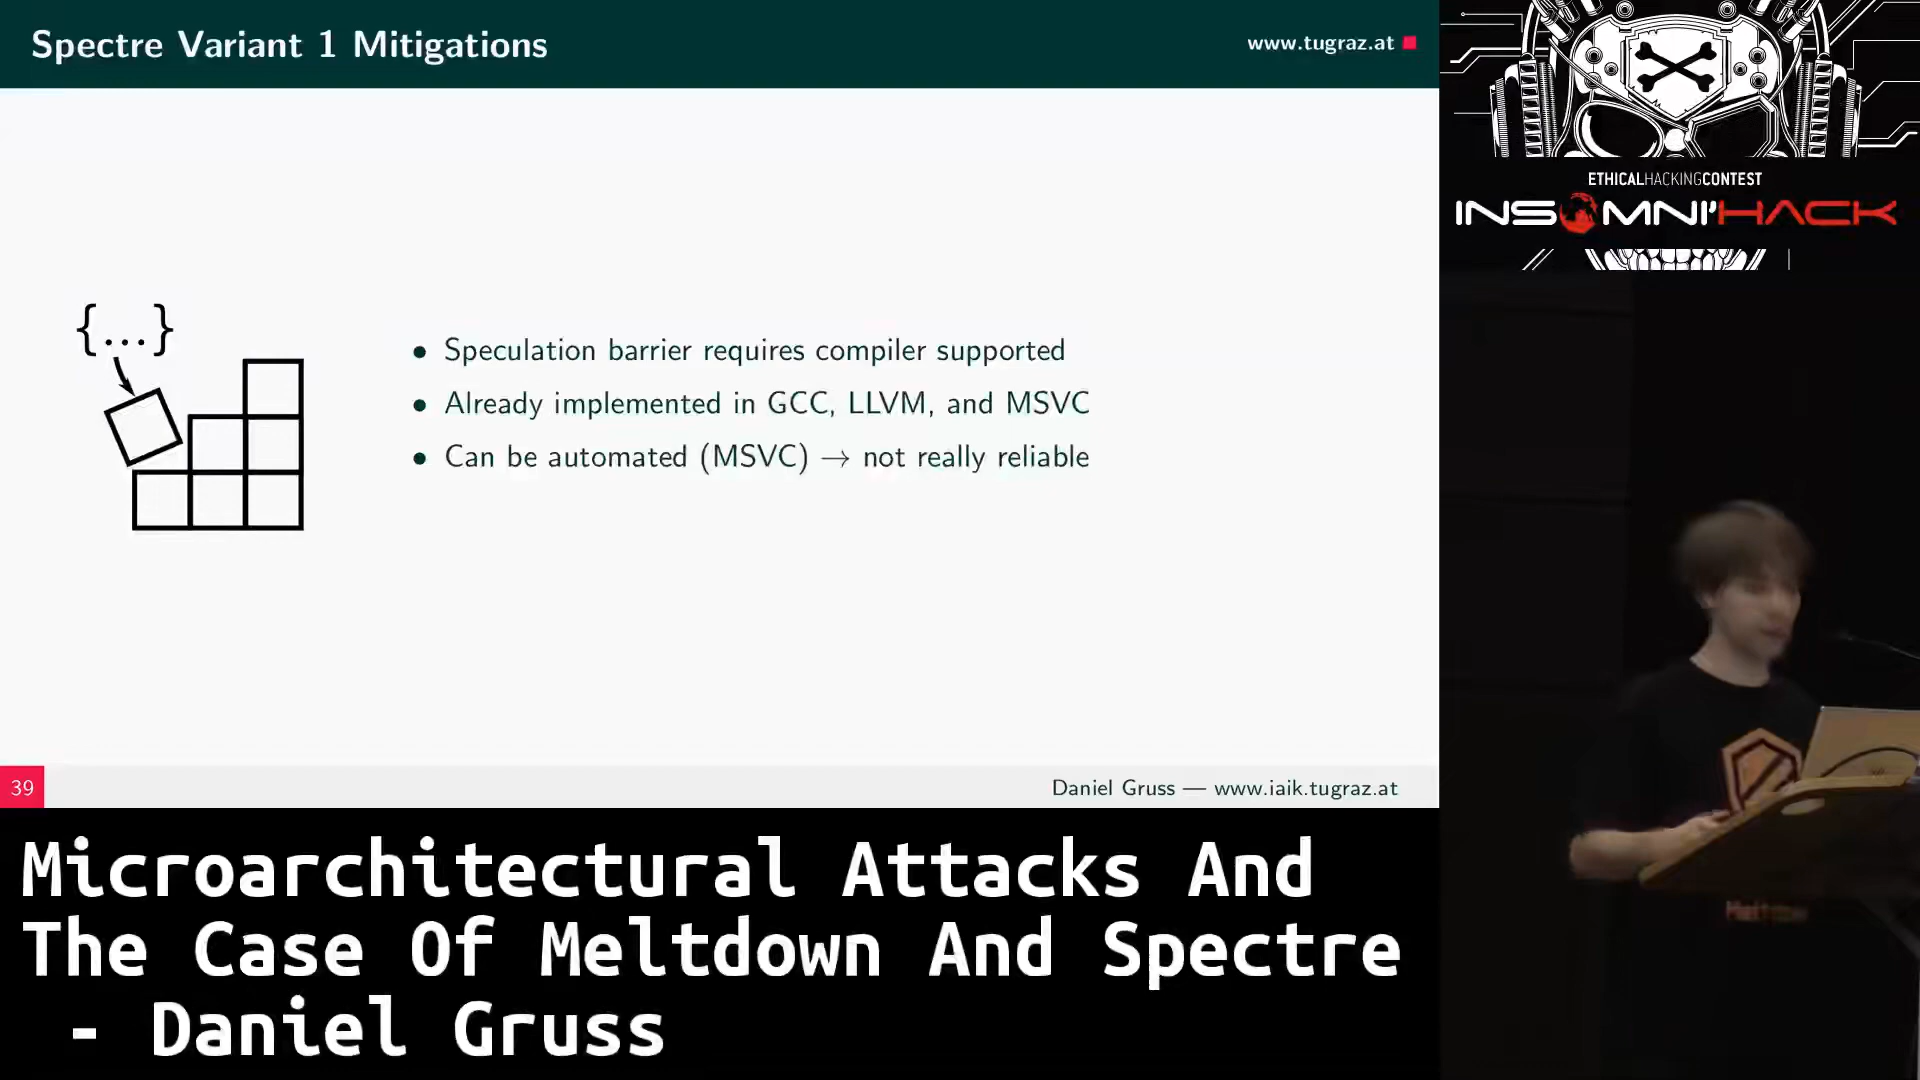 Spectre Variant 1 Mitigations
www.tugraz.at
ETHICALHACKINGCONTEST
INSOMNI'HACK
{...}
• Speculation barrier requires compiler supported
• Already implemented in GCC, LLVM, and MSVC
• Can be automated (MSVC) → not really reliable
39
Daniel Gruss — www.iaik.tugraz.at
Meltdown
Microarchitectural Attacks And
The Case Of Meltdown And Spectre
- Daniel Gruss